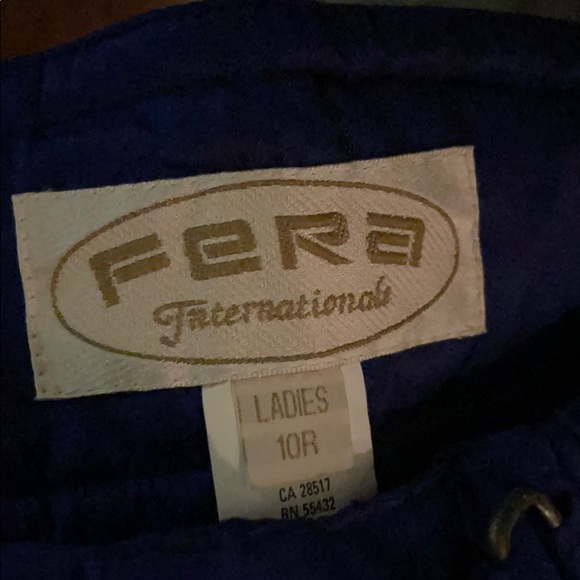 FeRa
International
LADIES
10R
CA 28517
RN 55432